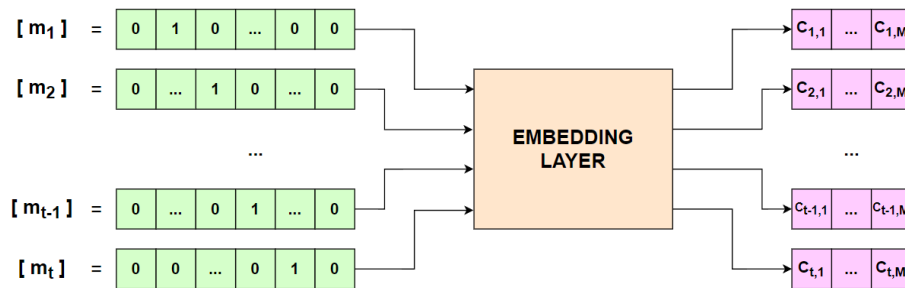 [ m1 ] = 0 1 0 ... 0 0 C1,1 ... C1,M
[ m2 ] = 0 ... 1 0 ... 0 C2,1 ... C2,M
EMBEDDING
LAYER
... ...
[ mt-1 ] = 0 ... 0 1 ... 0 Ct-1,1 ... Ct-1,M
[ mt ] = 0 0 ... 0 1 0 Ct,1 ... Ct,M